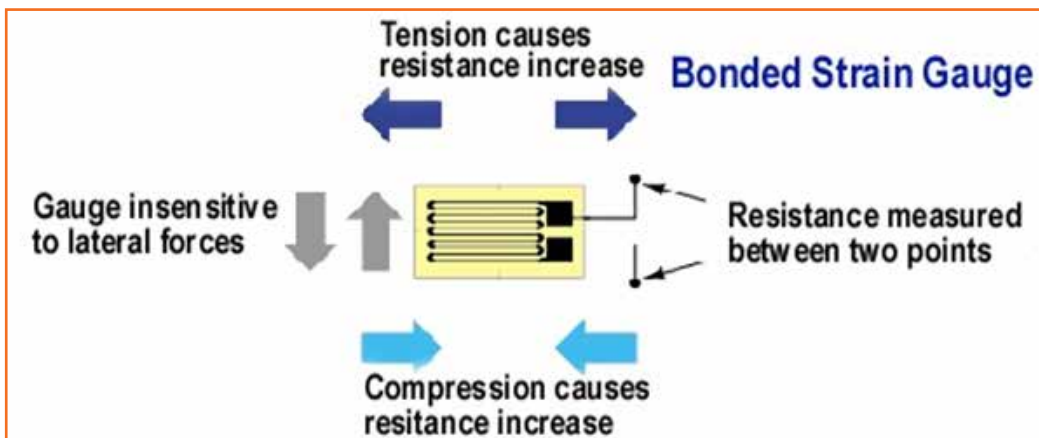 Tension causes
resistance increase
Bonded Strain Gauge
Gauge insensitive
to lateral forces
Resistance measured
between two points
Compression causes
resitance increase